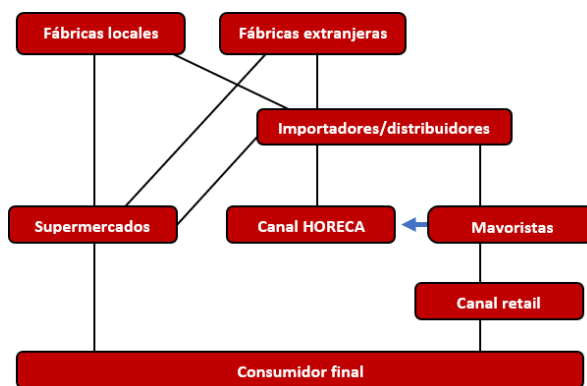 Fábricas locales
Fábricas extranjeras
Importadores/distribuidores
Supermercados
Canal HORECA
Mavoristas
Canal retail
Consumidor final